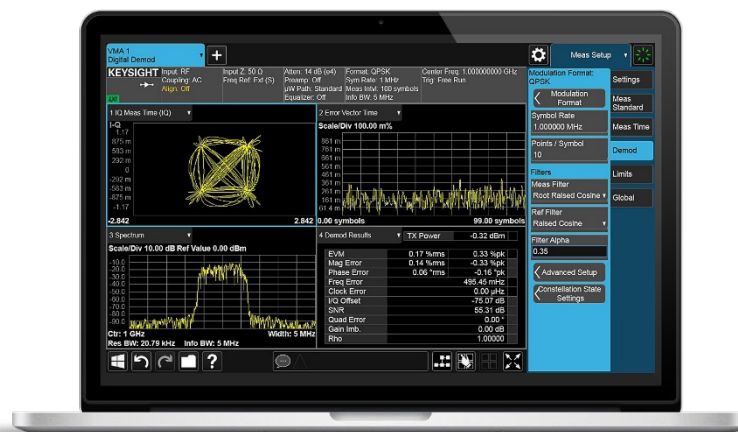 VMA 1
Digital Demod
Meas Setup
KEYSIGHT Input: RF
Coupling: AC
Align: Off
Input Z: 50 Ω
Freq Ref: Ext (S)
Atten: 14 dB (e4)
Preamp: Off
µW Path: Standard
Equalizer: Off
Format: QPSK
Sym Rate: 1 MHz
Meas Intvl: 100 symbols
Info BW: 5 MHz
Center Freq: 1.000000000 GHz
Trig: Free Run
1 IQ Meas Time (IQ)
I-Q
1.17
875 m
583 m
292 m
0
-292 m
-583 m
-875 m
-1.17
-2.842
2.842
2 Error Vector Time
Scale/Div 100.00 m%
861 m
761 m
661 m
561 m
461 m
361 m
261 m
161 m
61.4 m
0.00 symbols
99.00 symbols
3 Spectrum
Scale/Div 10.00 dB Ref Value 0.00 dBm
-10.0
-20.0
-30.0
-40.0
-50.0
-60.0
-70.0
-80.0
-90.0
Ctr: 1 GHz
Width: 5 MHz
Res BW: 20.79 kHz Info BW: 5 MHz
4 Demod Results
TX Power -0.32 dBm
EVM 0.17 %rms 0.33 %pk
Mag Error 0.14 %rms -0.33 %pk
Phase Error 0.06 °rms -0.16 °pk
Freq Error 495.45 mHz
Clock Error 0.00 µHz
I/Q Offset -75.07 dB
SNR 55.31 dB
Quad Error 0.00 °
Gain Imb. 0.00 dB
Rho 1.00000
Modulation Format:
QPSK
Modulation
Format
Symbol Rate
1.000000 MHz
Points / Symbol
10
Filters
Meas Filter
Root Raised Cosine
Ref Filter
Raised Cosine
Filter Alpha
0.35
Advanced Setup
Constellation State
Settings
Settings
Meas
Standard
Meas Time
Demod
Limits
Global
?